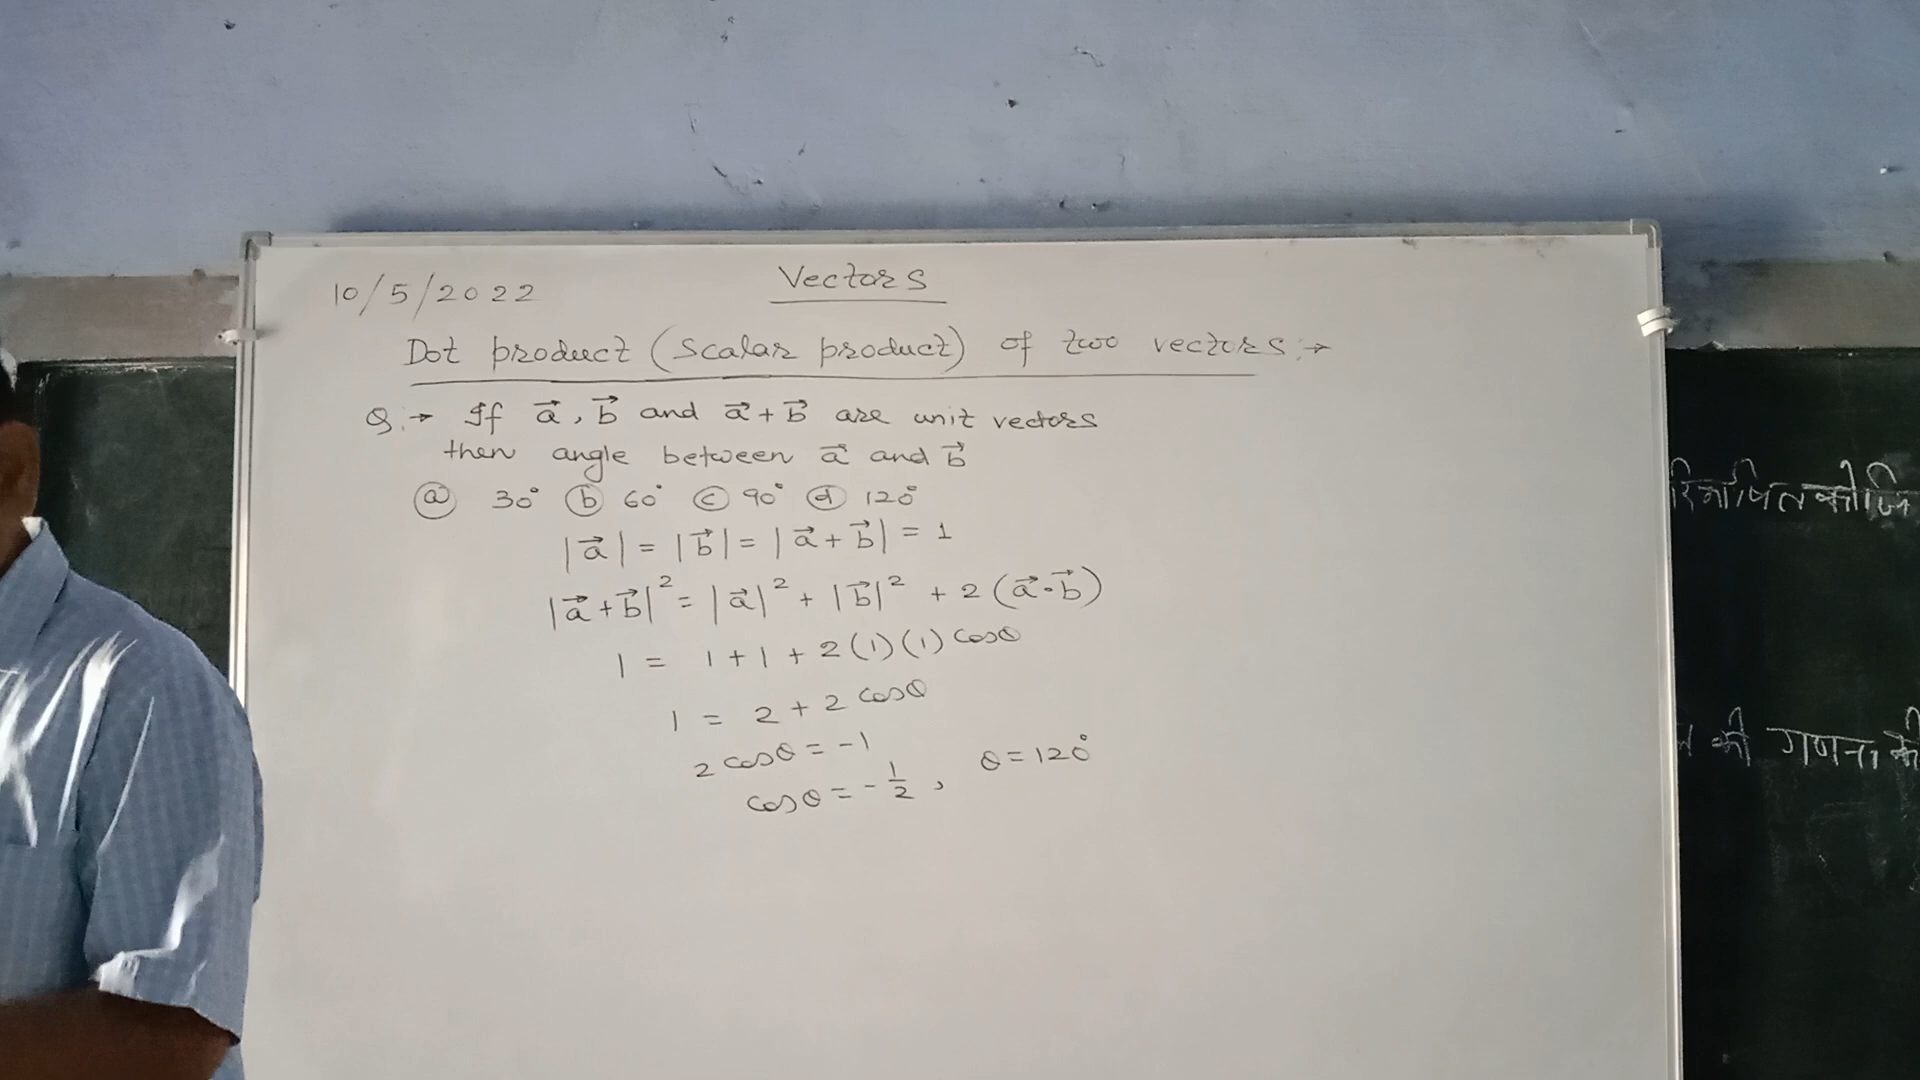 10/5/2022
Vectors
Dot product (scalar product) of two vectors :→
Q :→ If a⃗, b⃗ and a⃗ + b⃗ are unit vectors
then angle between a⃗ and b⃗
ⓐ 30° ⓑ 60° ⓒ 90° ⓓ 120°
|a⃗| = |b⃗| = |a⃗ + b⃗| = 1
|a⃗ + b⃗|² = |a⃗|² + |b⃗|² + 2 (a⃗ · b⃗)
1 = 1 + 1 + 2 (1) (1) cosθ
1 = 2 + 2 cosθ
2 cosθ = -1
cosθ = -1/2 , θ = 120°
की गणना